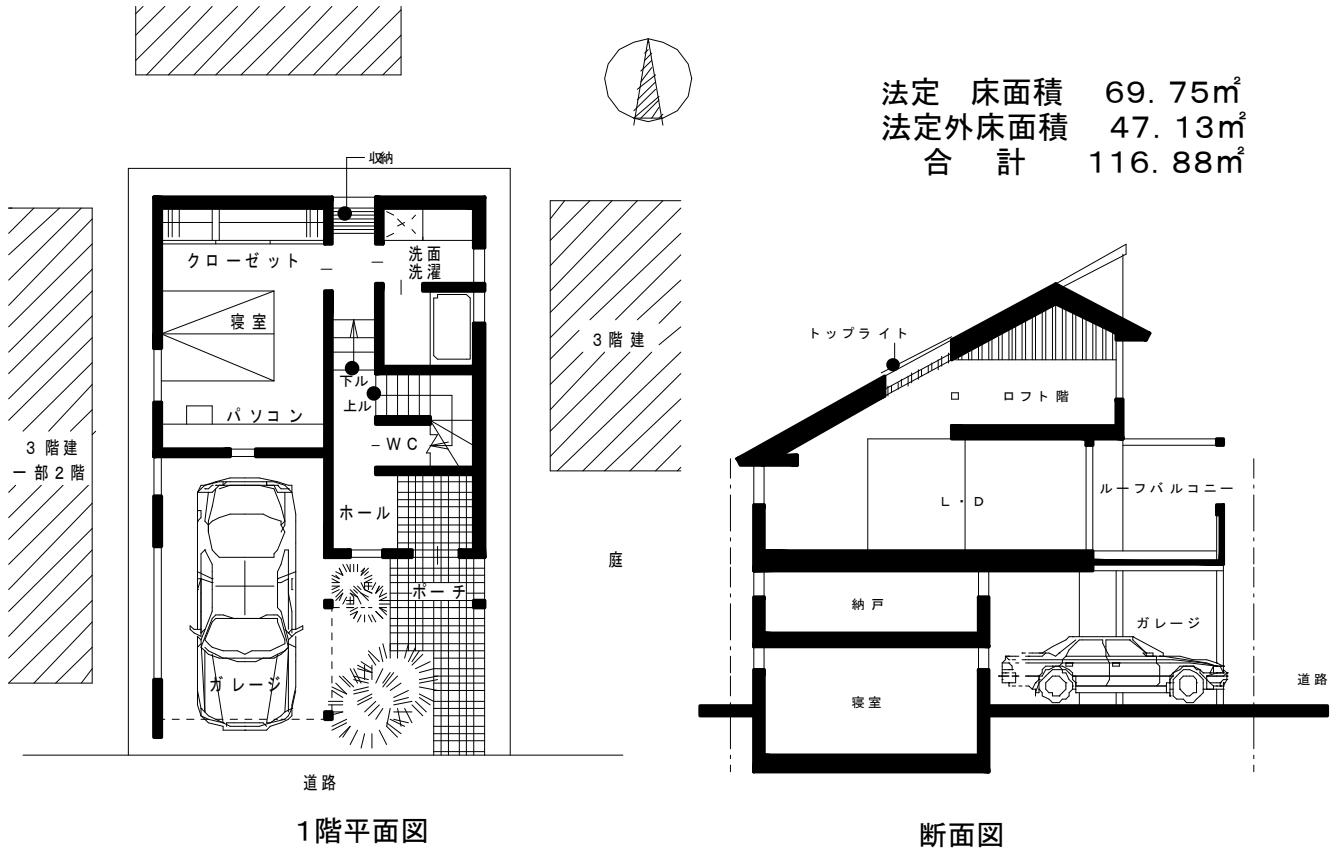 法定　床面積　69.75㎡
法定外床面積　47.13㎡
合　計　116.88㎡
収納
クローゼット
洗面
洗濯
寝室
下ル
上ル
パソコン
WC
ホール
ポーチ
ガレージ
3階建
一部2階
3階建
庭
道路
1階平面図
トップライト
ロフト階
L・D
ルーフバルコニー
納戸
ガレージ
寝室
道路
断面図